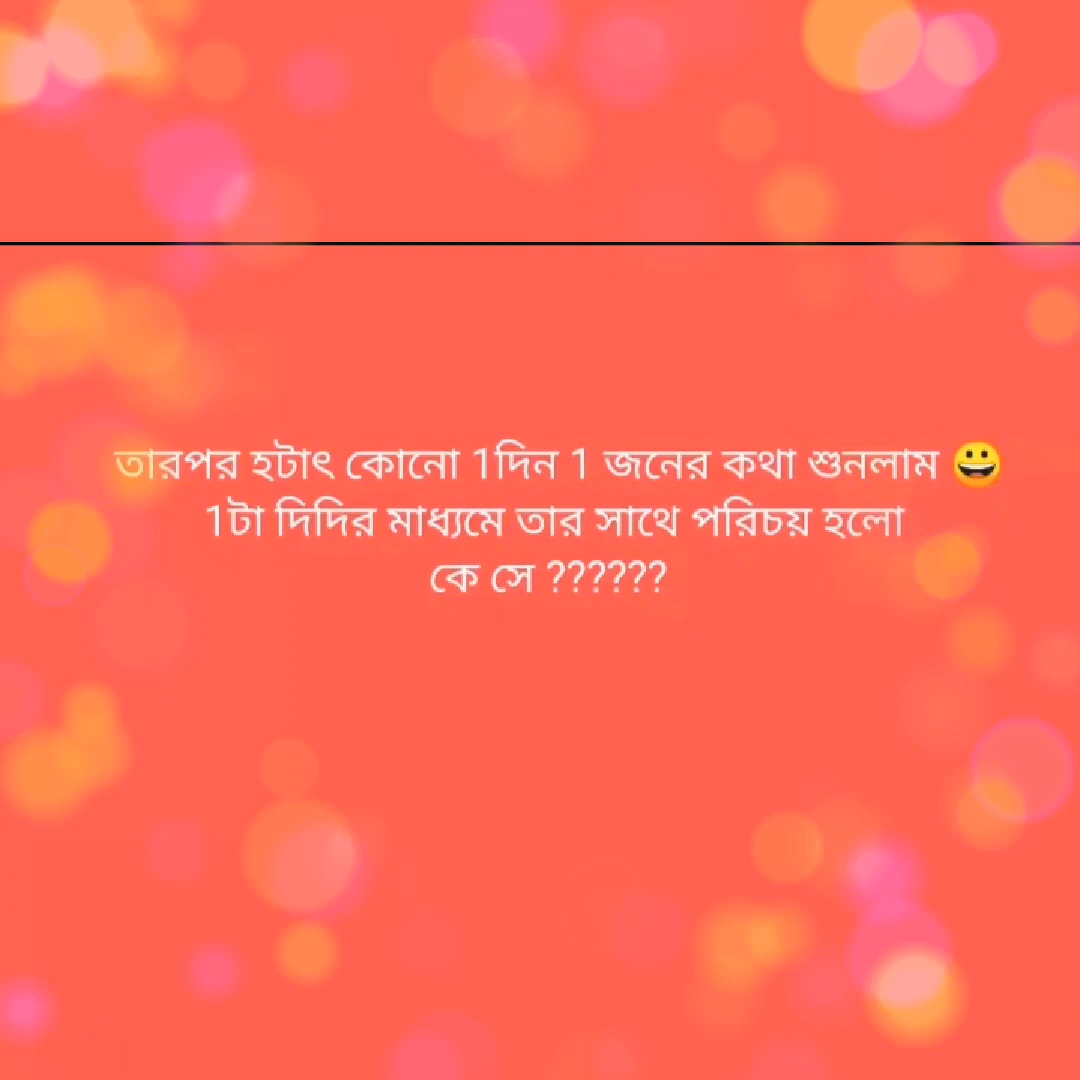 তারপর হটাৎ কোনো 1দিন 1 জনের কথা শুনলাম 😀
1টা দিদির মাধ্যমে তার সাথে পরিচয় হলো
কে সে ??????